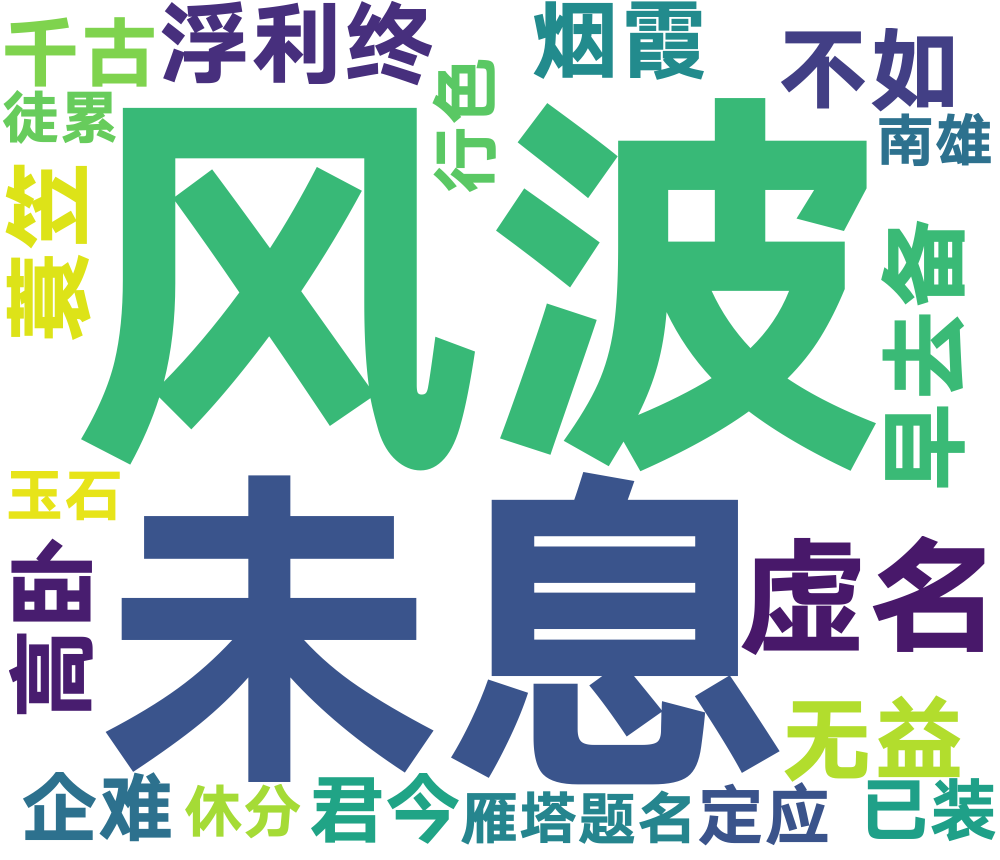 千古
浮利终
烟霞
不如
徒累
行色
南雄
蓑笠
风波
早去备
玉石
未息
虚名
高卧
无益
企难
休分
君今
雁塔题名
定应
已装